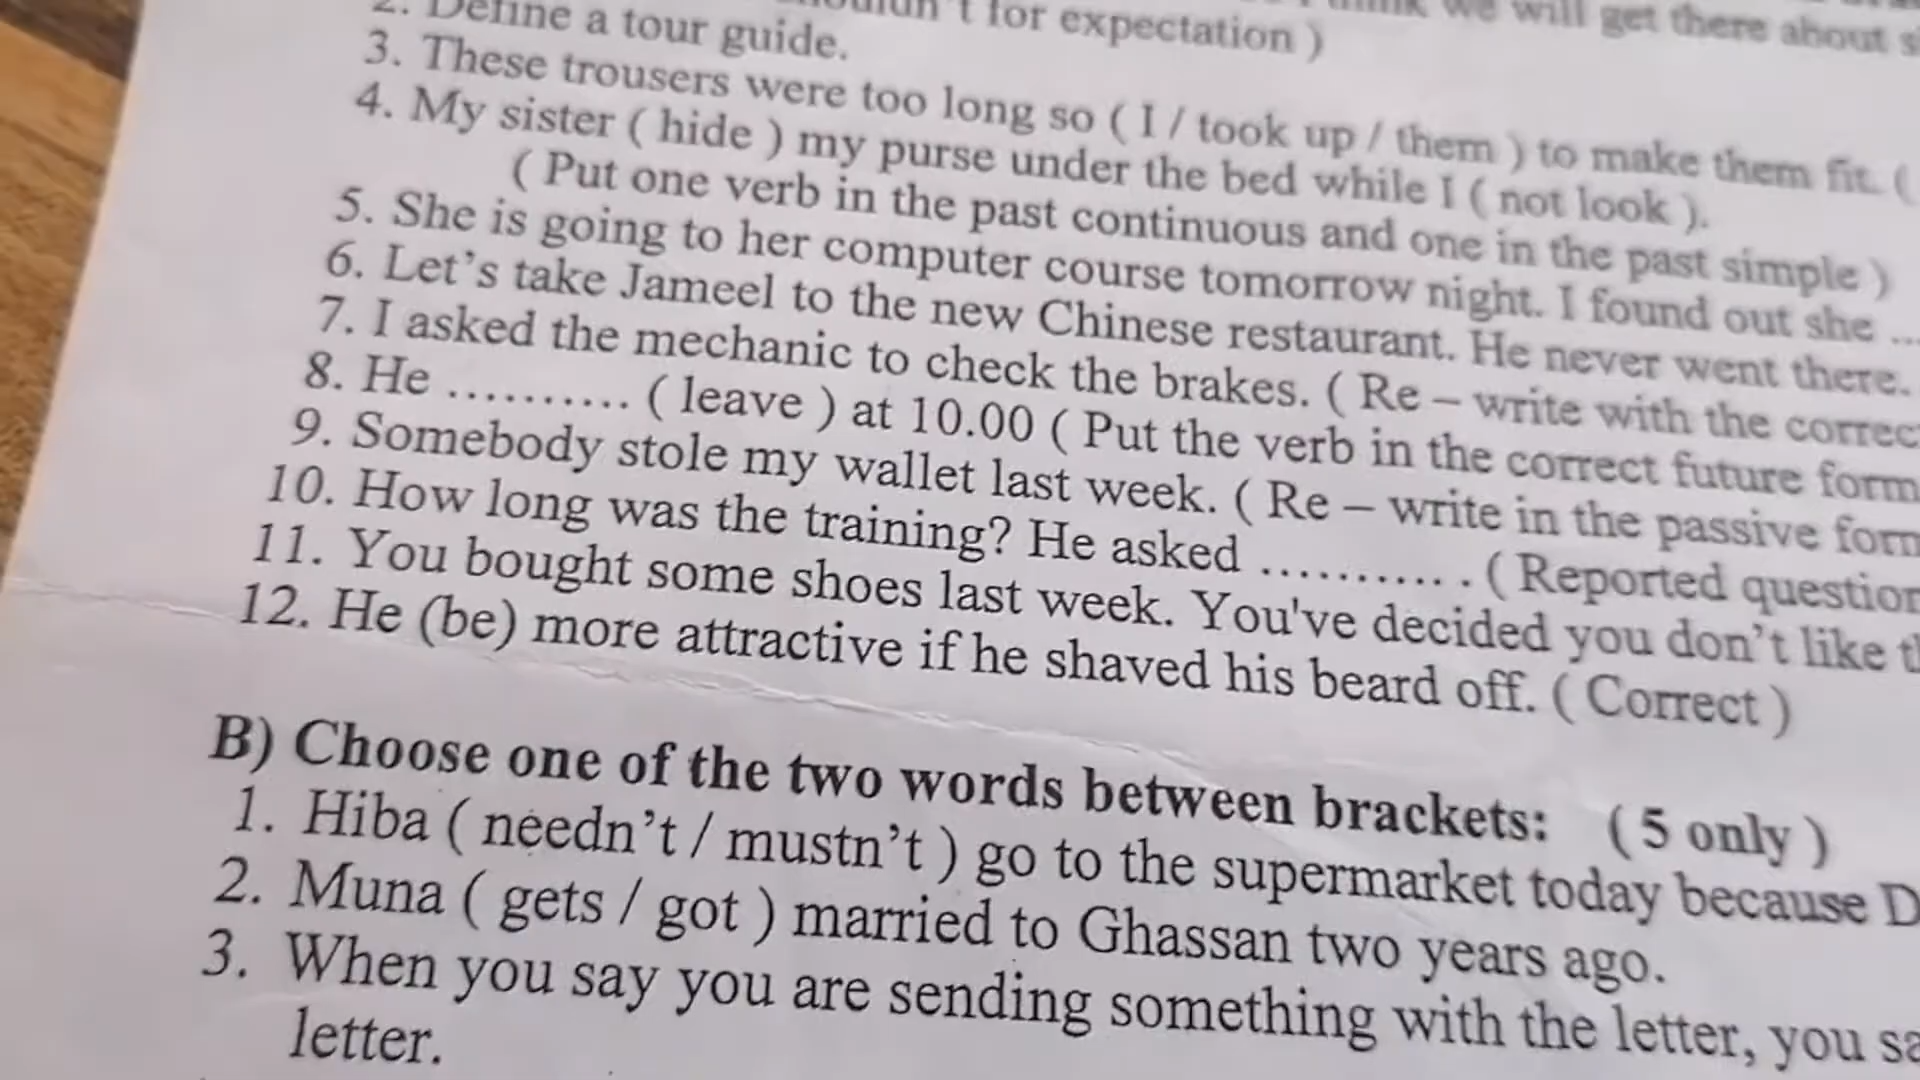 think we will get there about
2. Define a tour guide. for expectation )
3. These trousers were too long so ( I / took up / them ) to make them fit. (
4. My sister ( hide ) my purse under the bed while I ( not look ).
( Put one verb in the past continuous and one in the past simple )
5. She is going to her computer course tomorrow night. I found out she ...
6. Let's take Jameel to the new Chinese restaurant. He never went there.
7. I asked the mechanic to check the brakes. ( Re – write with the correc
8. He .......... ( leave ) at 10.00 ( Put the verb in the correct future form
9. Somebody stole my wallet last week. ( Re – write in the passive form
10. How long was the training? He asked ........... ( Reported question
11. You bought some shoes last week. You've decided you don't like th
12. He (be) more attractive if he shaved his beard off. ( Correct )
B) Choose one of the two words between brackets: ( 5 only )
1. Hiba ( needn't / mustn't ) go to the supermarket today because D
2. Muna ( gets / got ) married to Ghassan two years ago.
3. When you say you are sending something with the letter, you sa
letter.